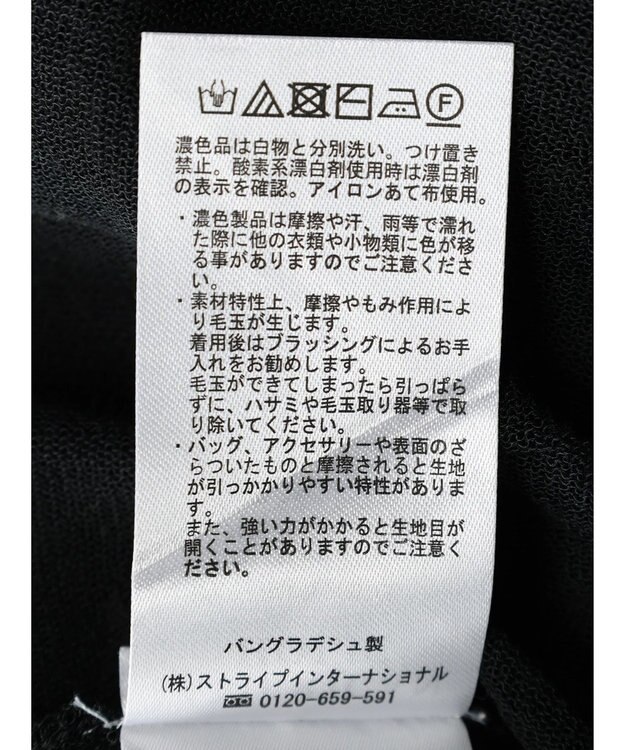 F
濃色品は白物と分別洗い。つけ置き
禁止。酸素系漂白剤使用時は漂白剤
の表示を確認。アイロンあて布使用。
・濃色製品は摩擦や汗、雨等で濡れ
た際に他の衣類や小物類に色が移
る事がありますのでご注意くださ
い。
・素材特性上、摩擦やもみ作用によ
り毛玉が生じます。
着用後はブラッシングによるお手
入れをお勧めします。
毛玉ができてしまったら引っぱら
ずに、ハサミや毛玉取り器等で取
り除いてください。
・バッグ、アクセサリーや表面のざ
らついたものと摩擦されると生地
が引っかかりやすい特性がありま
す。
また、強い力がかかると生地目が
開くことがありますのでご注意く
ださい。
バングラデシュ製
(株)ストライプインターナショナル
0120-659-591